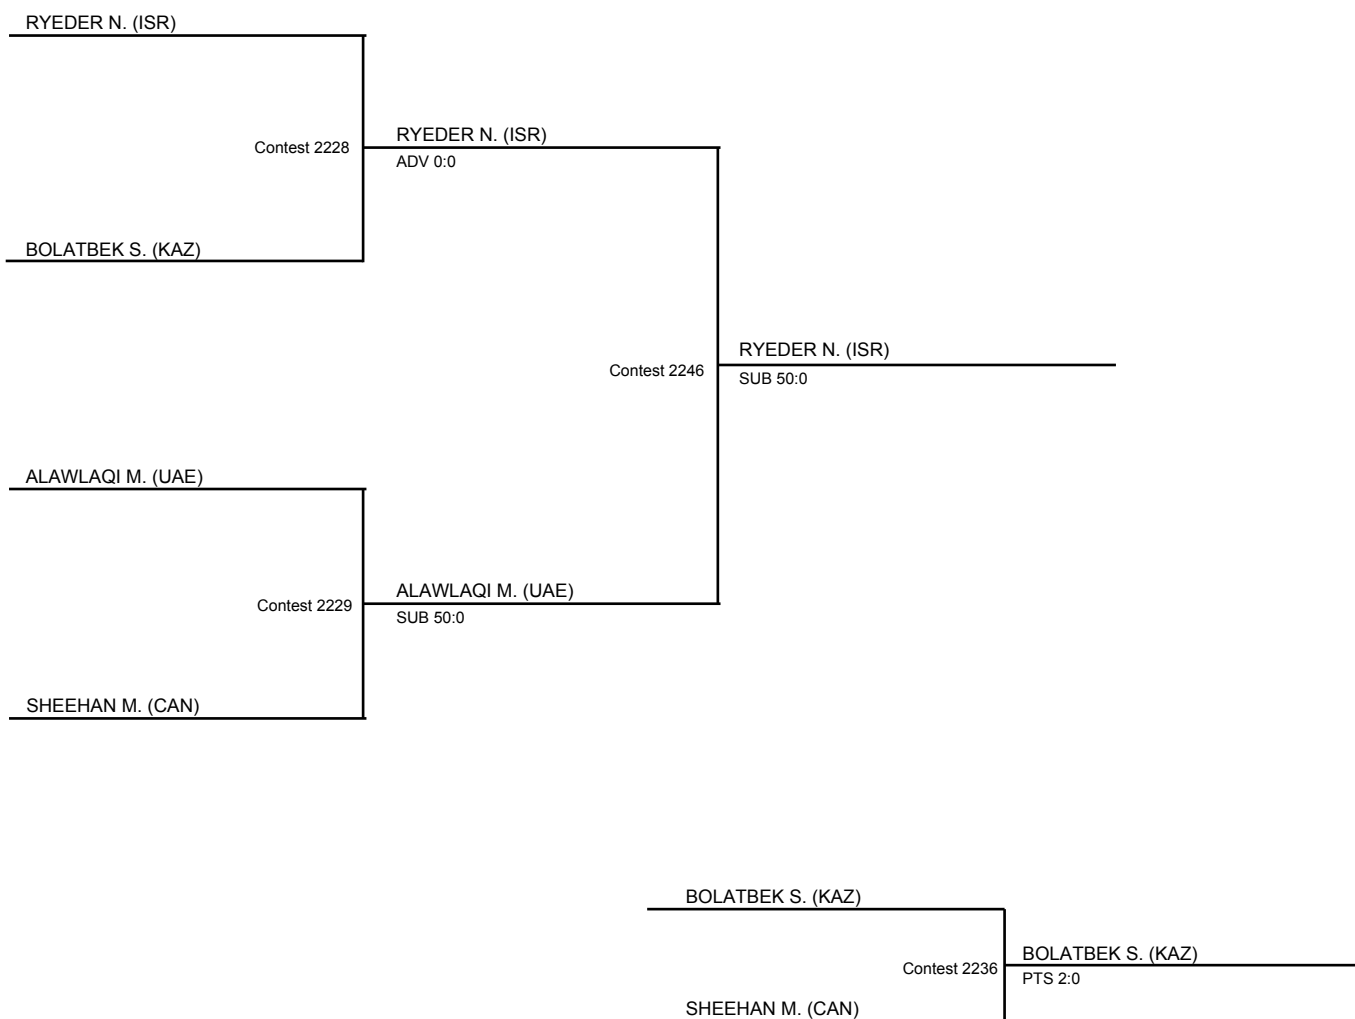 RYEDER N. (ISR)
Contest 2228
RYEDER N. (ISR)
ADV 0:0
BOLATBEK S. (KAZ)
Contest 2246
RYEDER N. (ISR)
SUB 50:0
ALAWLAQI M. (UAE)
Contest 2229
ALAWLAQI M. (UAE)
SUB 50:0
SHEEHAN M. (CAN)
BOLATBEK S. (KAZ)
Contest 2236
BOLATBEK S. (KAZ)
PTS 2:0
SHEEHAN M. (CAN)